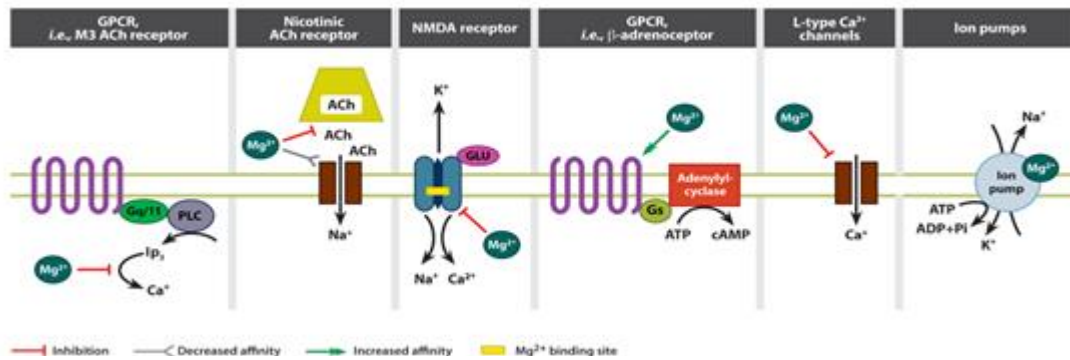 GPCR,
i.e., M3 ACh receptor
Gq/11
PLC
Ip₃
Mg²⁺
Ca⁺
Nicotinic
ACh receptor
ACh
Mg²⁺
ACh
ACh
Na⁺
NMDA receptor
K⁺
GLU
Mg²⁺
Na⁺ Ca²⁺
GPCR,
i.e., β-adrenoceptor
Mg²⁺
Adenylyl-
cyclase
Gs
ATP cAMP
L-type Ca²⁺
channels
Mg²⁺
Ca⁺
Ion pumps
Na⁺
Mg²⁺
Ion
pump
ATP
ADP+Pi
K⁺
Inhibition Decreased affinity Increased affinity Mg²⁺ binding site